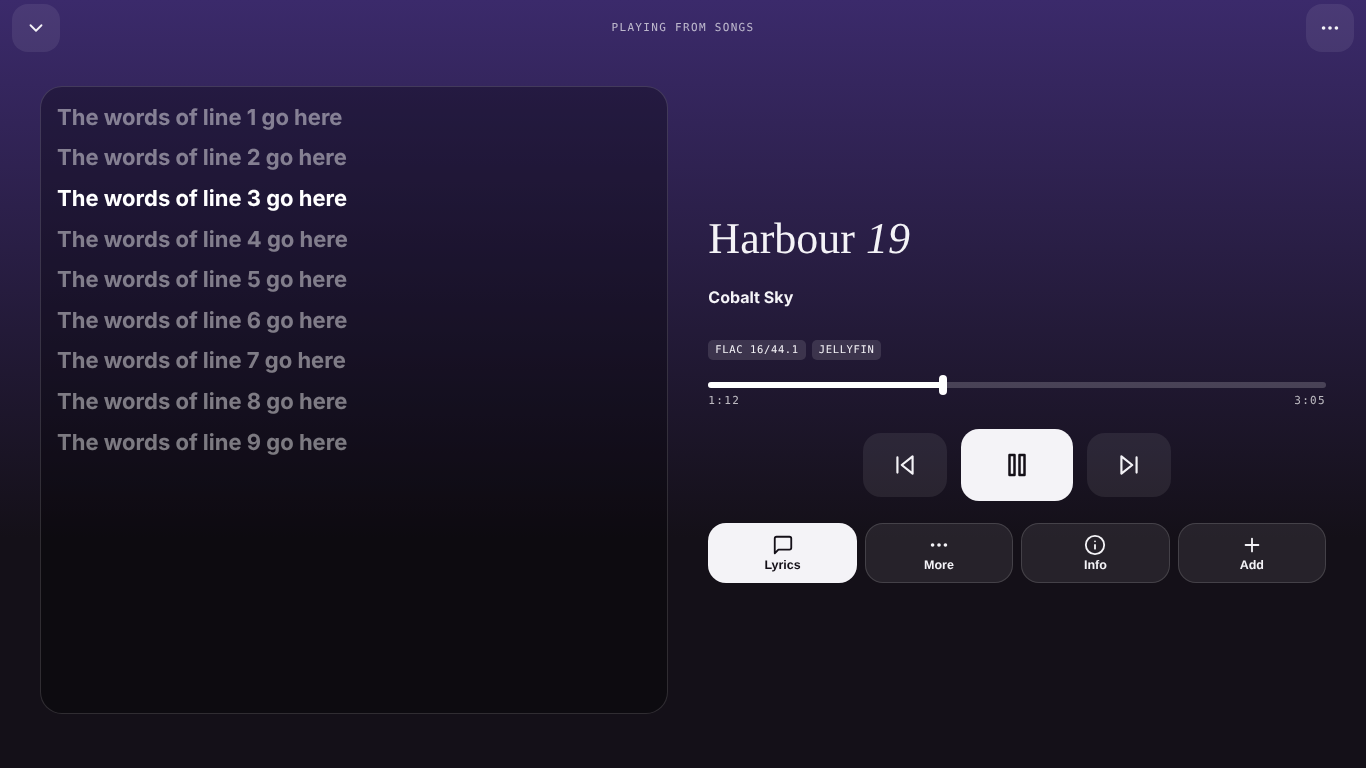 PLAYING FROM SONGS
The words of line 1 go here
The words of line 2 go here
The words of line 3 go here
The words of line 4 go here
The words of line 5 go here
The words of line 6 go here
The words of line 7 go here
The words of line 8 go here
The words of line 9 go here
Harbour 19
Cobalt Sky
FLAC 16/44.1 JELLYFIN
1:12 3:05
Lyrics More Info Add